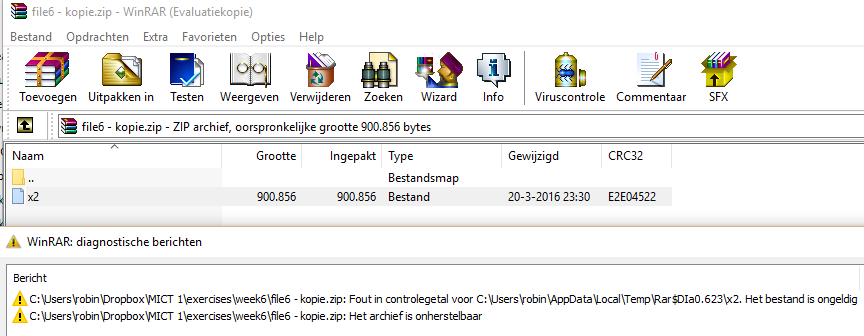 file6 - kopie.zip - WinRAR (Evaluatiekopie)
Bestand Opdrachten Extra Favorieten Opties Help
Toevoegen Uitpakken in Testen Weergeven Verwijderen Zoeken Wizard Info Viruscontrole Commentaar SFX
file6 - kopie.zip - ZIP archief, oorspronkelijke grootte 900.856 bytes
Naam Grootte Ingepakt Type Gewijzigd CRC32
.. Bestandsmap
x2 900.856 900.856 Bestand 20-3-2016 23:30 E2E04522
WinRAR: diagnostische berichten
Bericht
C:\Users\robin\Dropbox\MICT 1\exercises\week6\file6 - kopie.zip: Fout in controlegetal voor C:\Users\robin\AppData\Local\Temp\Rar$DIa0.623\x2. Het bestand is ongeldig
C:\Users\robin\Dropbox\MICT 1\exercises\week6\file6 - kopie.zip: Het archief is onherstelbaar